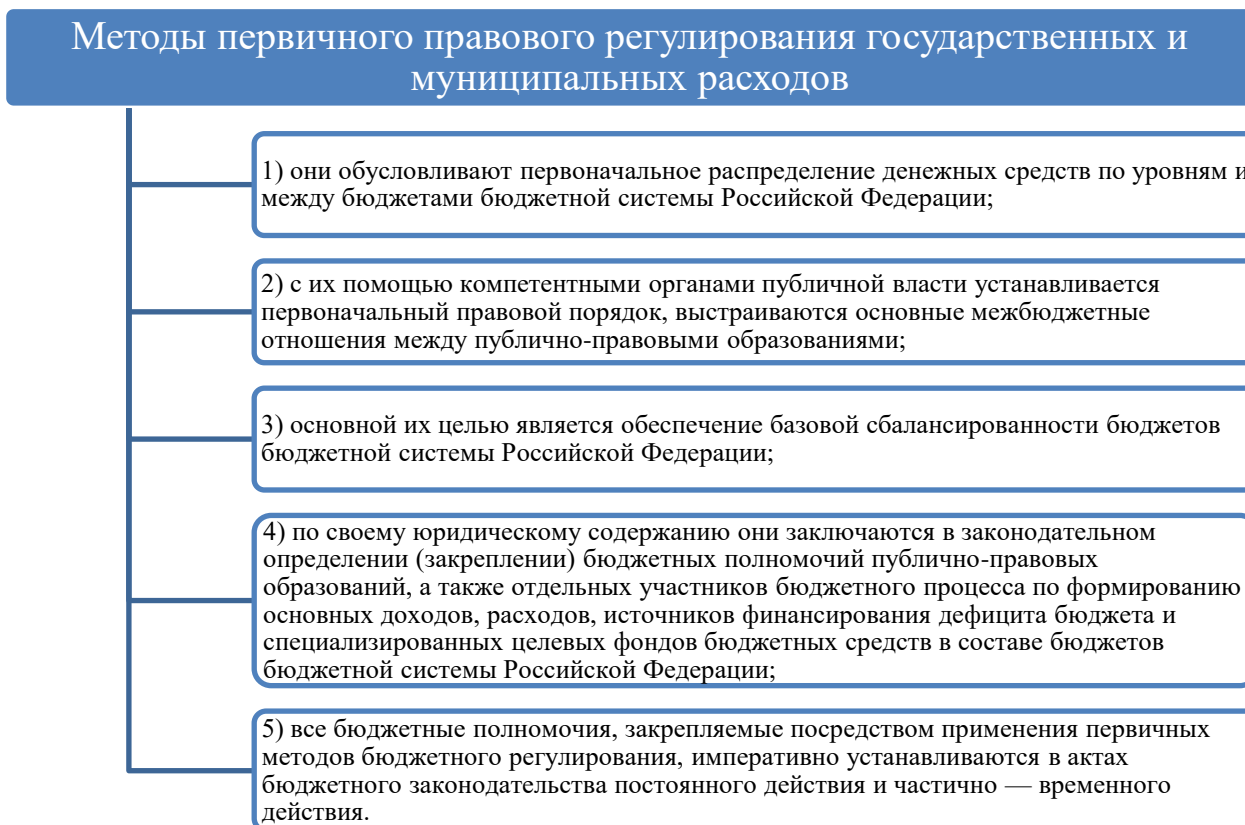 Методы первичного правового регулирования государственных и
муниципальных расходов
1) они обусловливают первоначальное распределение денежных средств по уровням и
между бюджетами бюджетной системы Российской Федерации;
2) с их помощью компетентными органами публичной власти устанавливается
первоначальный правовой порядок, выстраиваются основные межбюджетные
отношения между публично-правовыми образованиями;
3) основной их целью является обеспечение базовой сбалансированности бюджетов
бюджетной системы Российской Федерации;
4) по своему юридическому содержанию они заключаются в законодательном
определении (закреплении) бюджетных полномочий публично-правовых
образований, а также отдельных участников бюджетного процесса по формированию
основных доходов, расходов, источников финансирования дефицита бюджета и
специализированных целевых фондов бюджетных средств в составе бюджетов
бюджетной системы Российской Федерации;
5) все бюджетные полномочия, закрепляемые посредством применения первичных
методов бюджетного регулирования, императивно устанавливаются в актах
бюджетного законодательства постоянного действия и частично — временного
действия.